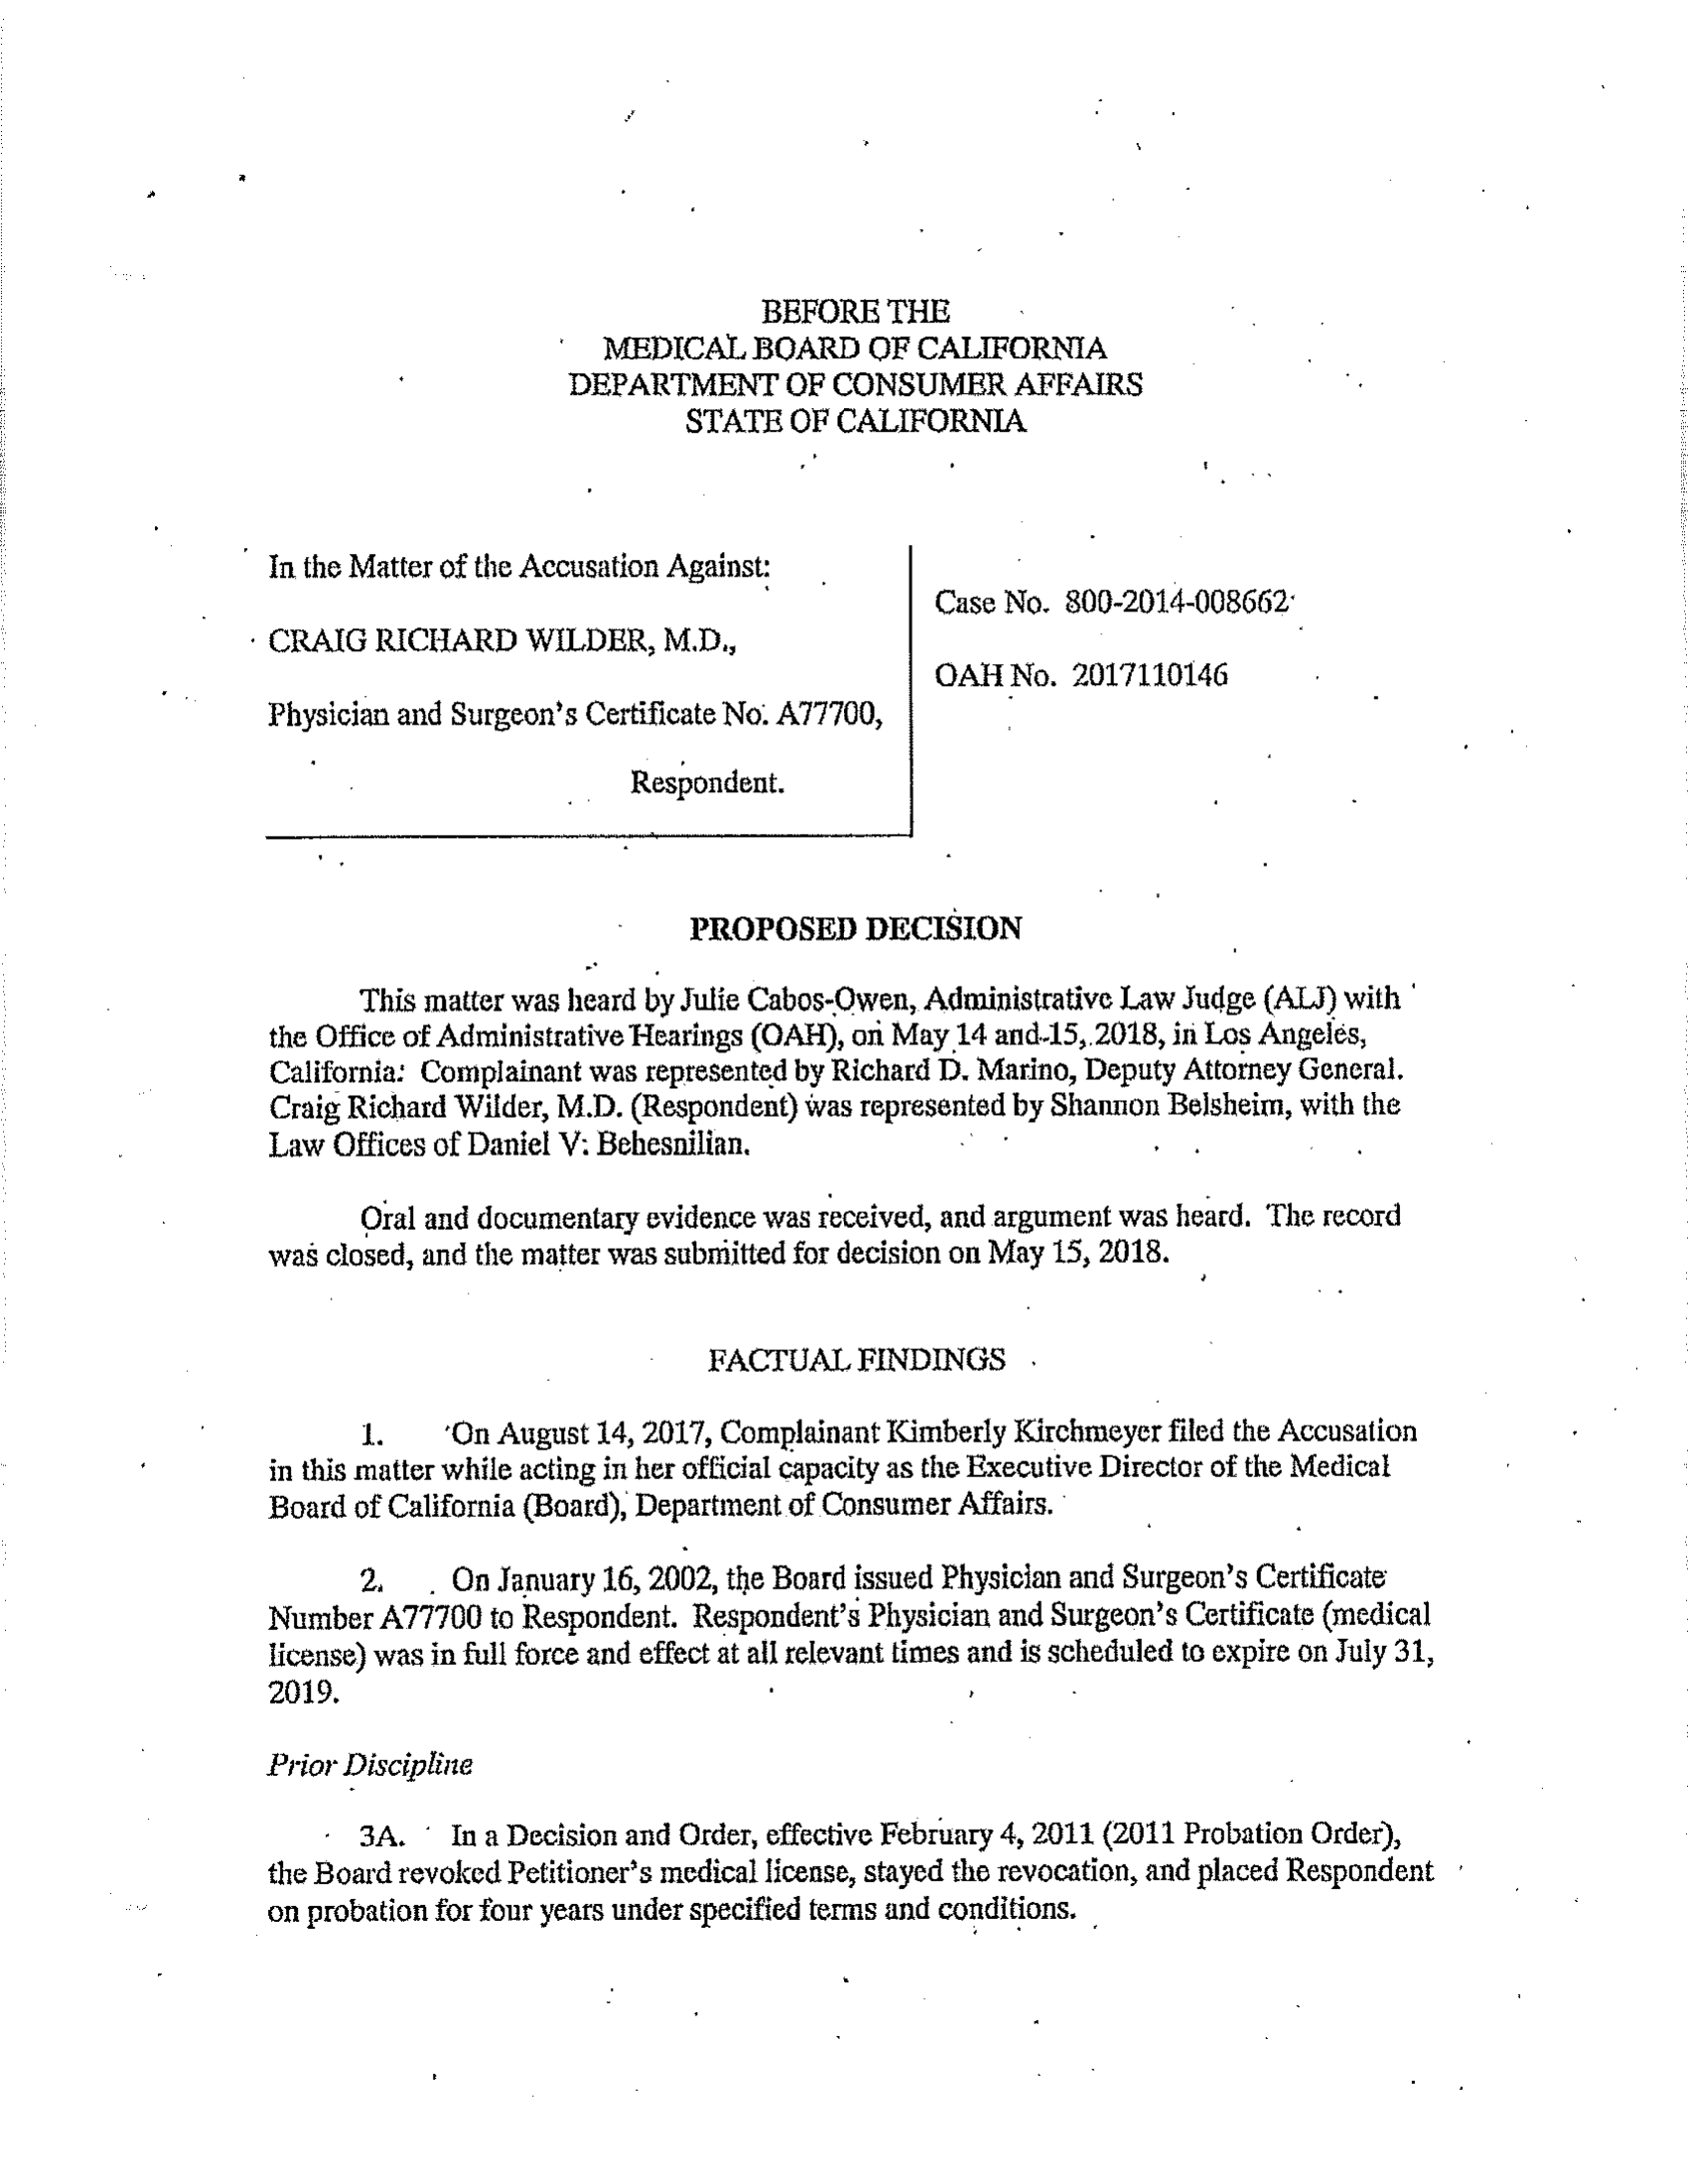 BEFORE THE
MEDICAL BOARD OF CALIFORNIA
DEPARTMENT OF CONSUMER AFFAIRS
STATE OF CALIFORNIA
In the Matter of the Accusation Against:
CRAIG RICHARD WILDER, M.D.,
Physician and Surgeon's Certificate No. A77700,
Respondent.
Case No. 800-2014-008662
OAH No. 2017110146
PROPOSED DECISION
This matter was heard by Julie Cabos-Owen, Administrative Law Judge (ALJ) with
the Office of Administrative Hearings (OAH), on May 14 and 15, 2018, in Los Angeles,
California. Complainant was represented by Richard D. Marino, Deputy Attorney General.
Craig Richard Wilder, M.D. (Respondent) was represented by Shannon Belsheim, with the
Law Offices of Daniel V. Behesnilian.
Oral and documentary evidence was received, and argument was heard. The record
was closed, and the matter was submitted for decision on May 15, 2018.
FACTUAL FINDINGS
1. On August 14, 2017, Complainant Kimberly Kirchmeyer filed the Accusation
in this matter while acting in her official capacity as the Executive Director of the Medical
Board of California (Board), Department of Consumer Affairs.
2. On January 16, 2002, the Board issued Physician and Surgeon's Certificate
Number A77700 to Respondent. Respondent's Physician and Surgeon's Certificate (medical
license) was in full force and effect at all relevant times and is scheduled to expire on July 31,
2019.
Prior Discipline
3A. In a Decision and Order, effective February 4, 2011 (2011 Probation Order),
the Board revoked Petitioner's medical license, stayed the revocation, and placed Respondent
on probation for four years under specified terms and conditions.